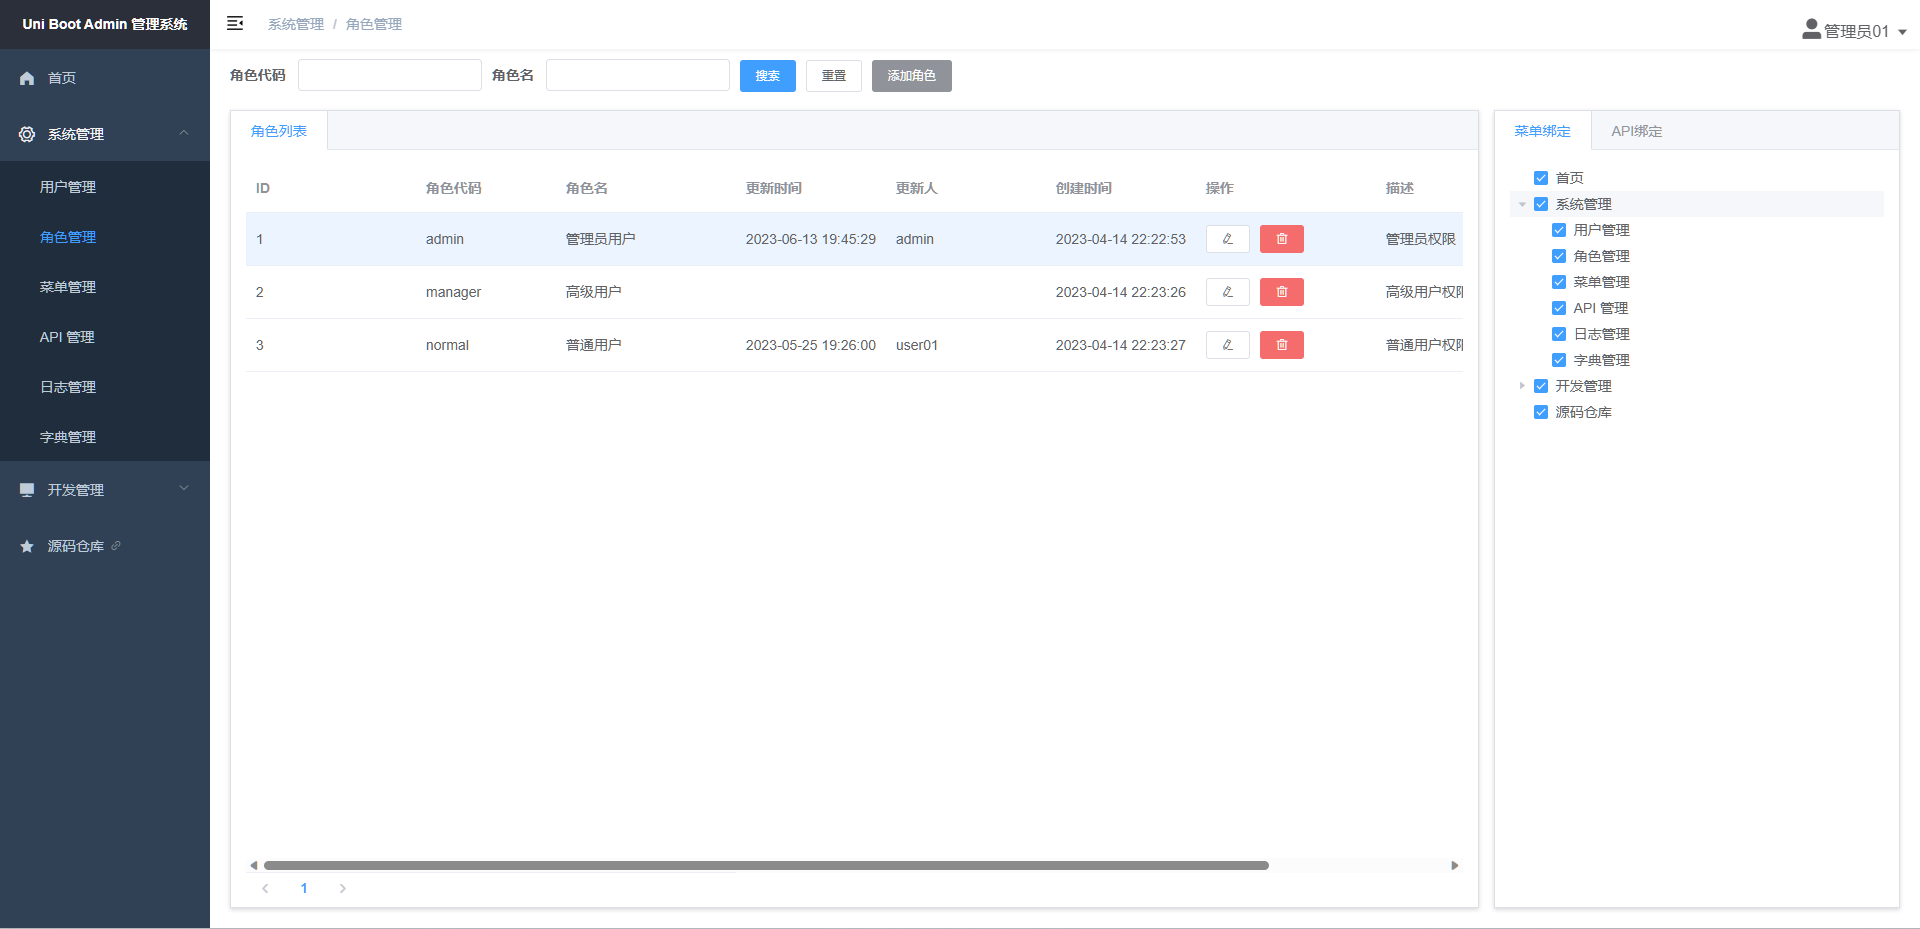 Uni Boot Admin 管理系统
首页
系统管理
用户管理
角色管理
菜单管理
API 管理
日志管理
字典管理
开发管理
源码仓库
系统管理 / 角色管理
管理员01
角色代码
角色名
搜索
重置
添加角色
角色列表
ID 角色代码 角色名 更新时间 更新人 创建时间 操作 描述
1 admin 管理员用户 2023-06-13 19:45:29 admin 2023-04-14 22:22:53 管理员权限
2 manager 高级用户 2023-04-14 22:23:26 高级用户权限
3 normal 普通用户 2023-05-25 19:26:00 user01 2023-04-14 22:23:27 普通用户权限
1
菜单绑定 API绑定
首页
系统管理
用户管理
角色管理
菜单管理
API 管理
日志管理
字典管理
开发管理
源码仓库